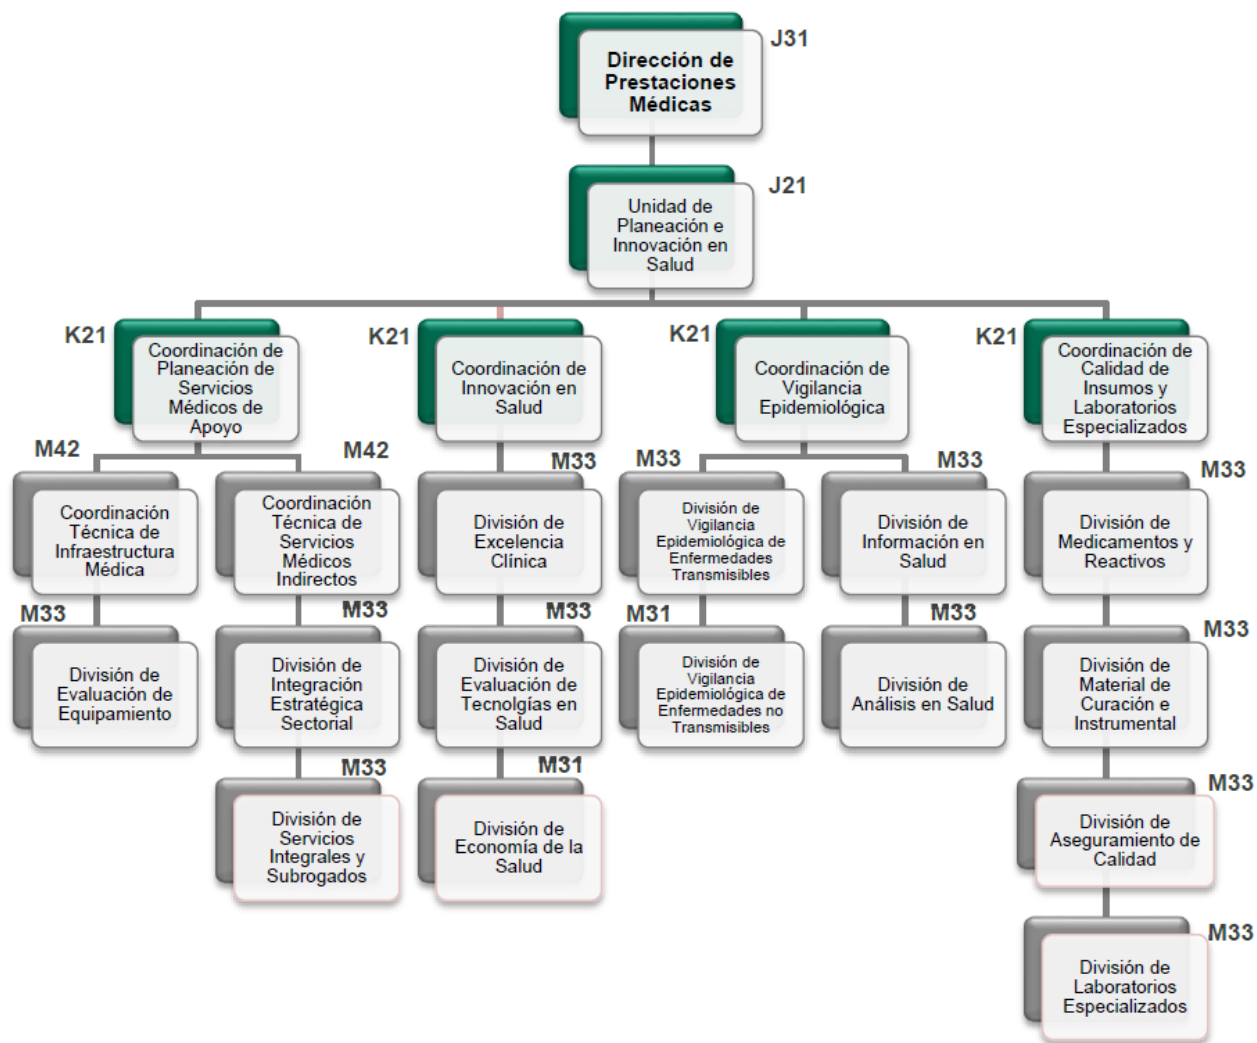 J31
Dirección de
Prestaciones
Médicas
J21
Unidad de
Planeación e
Innovación en
Salud
K21
Coordinación de
Planeación de
Servicios
Médicos de
Apoyo
K21
Coordinación de
Innovación en
Salud
K21
Coordinación de
Vigilancia
Epidemiológica
K21
Coordinación de
Calidad de
Insumos y
Laboratorios
Especializados
M42
Coordinación
Técnica de
Infraestructura
Médica
M42
Coordinación
Técnica de
Servicios
Médicos
Indirectos
M33
División de
Excelencia
Clínica
M33
División de
Vigilancia
Epidemiológica de
Enfermedades
Transmisibles
M33
División de
Información en
Salud
M33
División de
Medicamentos y
Reactivos
M33
División de
Evaluación de
Equipamiento
M33
División de
Integración
Estratégica
Sectorial
M33
División de
Evaluación de
Tecnolgías en
Salud
M31
División de
Vigilancia
Epidemiológica de
Enfermedades no
Transmisibles
M33
División de
Análisis en Salud
M33
División de
Material de
Curación e
Instrumental
M33
División de
Servicios
Integrales y
Subrogados
M31
División de
Economía de la
Salud
M33
División de
Aseguramiento de
Calidad
M33
División de
Laboratorios
Especializados